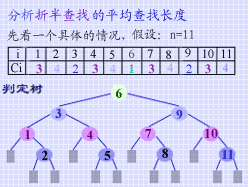 分析折半查找的平均查找长度
先看一个具体的情况，假设：n=11
i 1 2 3 4 5 6 7 8 9 10 11
Ci 3 4 2 3 4 1 3 4 2 3 4
判定树
6
3 9
1 4 7 10
2 5 8 11